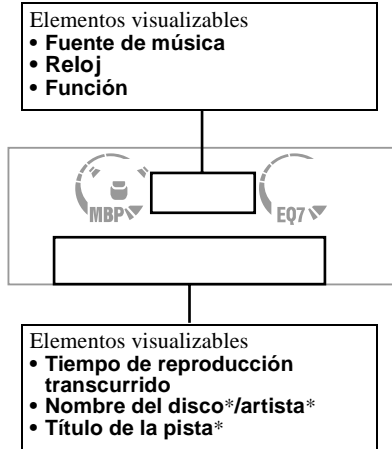 Elementos visualizables
• Fuente de música
• Reloj
• Función
MBP EQ7
Elementos visualizables
• Tiempo de reproducción
transcurrido
• Nombre del disco*/artista*
• Título de la pista*